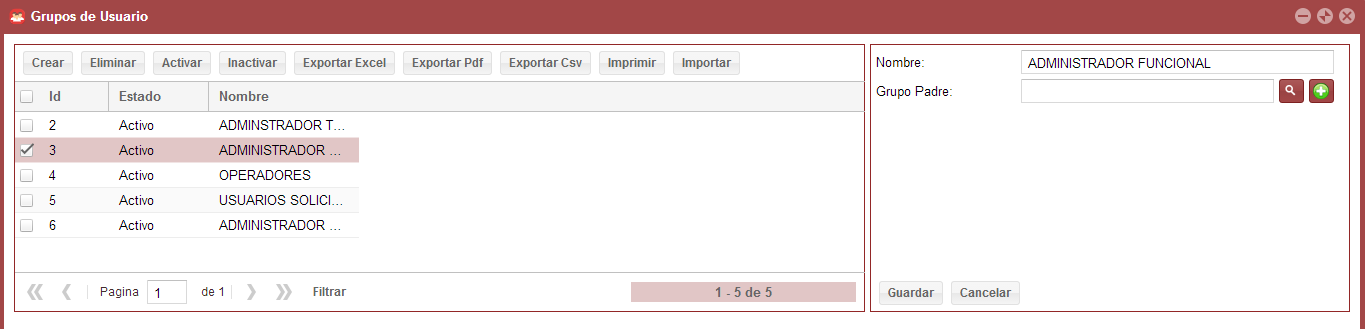 Grupos de Usuario
Crear Eliminar Activar Inactivar Exportar Excel Exportar Pdf Exportar Csv Imprimir Importar
Id Estado Nombre
2 Activo ADMINSTRADOR T...
3 Activo ADMINISTRADOR ...
4 Activo OPERADORES
5 Activo USUARIOS SOLICI...
6 Activo ADMINISTRADOR ...
Pagina 1 de 1 Filtrar 1 - 5 de 5
Nombre: ADMINISTRADOR FUNCIONAL
Grupo Padre:
Guardar Cancelar